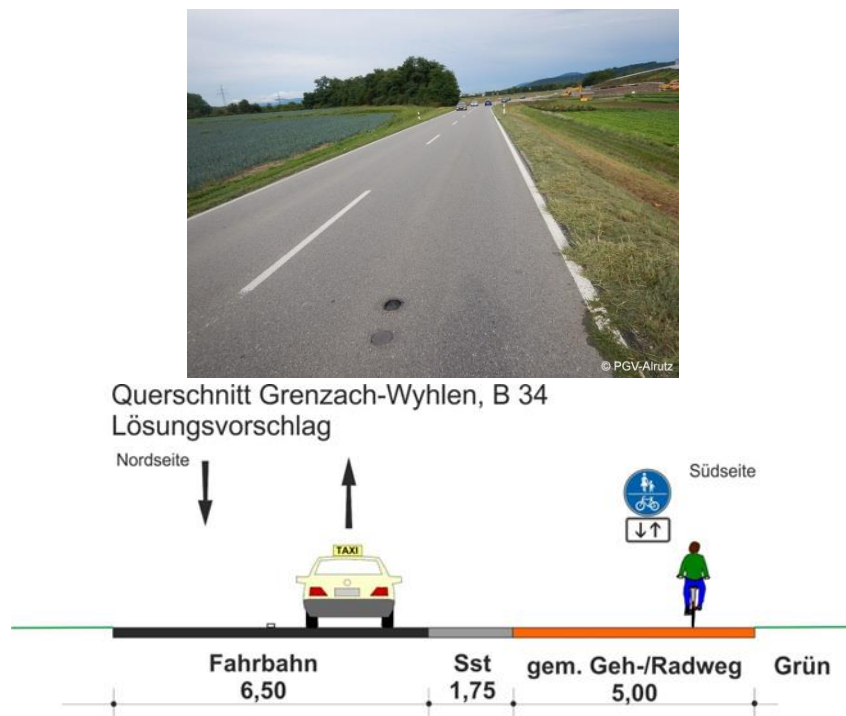 © PGV-Alrutz
Querschnitt Grenzach-Wyhlen, B 34
Lösungsvorschlag
Nordseite
Südseite
TAXI
Fahrbahn
Sst
gem. Geh-/Radweg
Grün
6,50
1,75
5,00